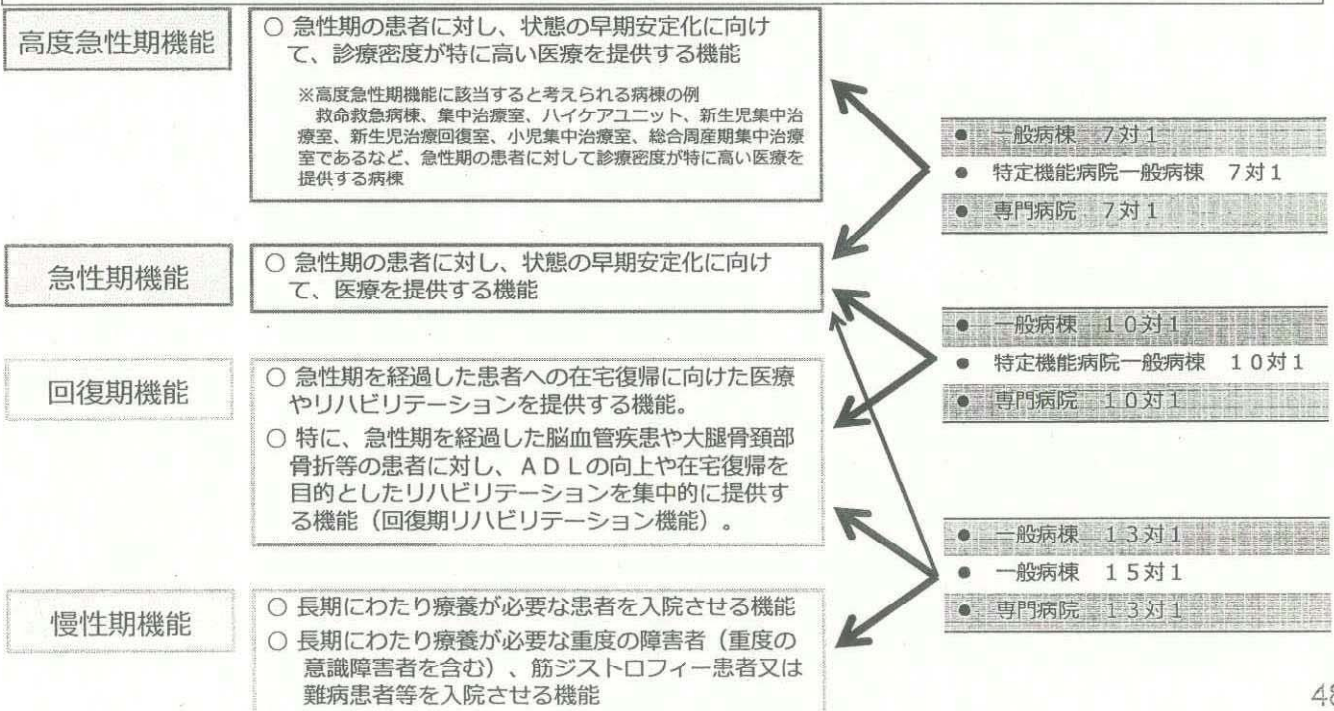 高度急性期機能
○ 急性期の患者に対し、状態の早期安定化に向け
て、診療密度が特に高い医療を提供する機能
※高度急性期機能に該当すると考えられる病棟の例
救命救急病棟、集中治療室、ハイケアユニット、新生児集中治
療室、新生児治療回復室、小児集中治療室、総合周産期集中治療
室であるなど、急性期の患者に対して診療密度が特に高い医療を
提供する病棟
急性期機能
○ 急性期の患者に対し、状態の早期安定化に向け
て、医療を提供する機能
回復期機能
○ 急性期を経過した患者への在宅復帰に向けた医療
やリハビリテーションを提供する機能。
○ 特に、急性期を経過した脳血管疾患や大腿骨頚部
骨折等の患者に対し、ＡＤＬの向上や在宅復帰を
目的としたリハビリテーションを集中的に提供す
る機能（回復期リハビリテーション機能）。
慢性期機能
○ 長期にわたり療養が必要な患者を入院させる機能
○ 長期にわたり療養が必要な重度の障害者（重度の
意識障害者を含む）、筋ジストロフィー患者又は
難病患者等を入院させる機能
● 一般病棟　７対１
● 特定機能病院一般病棟　７対１
● 専門病院　７対１
● 一般病棟　１０対１
● 特定機能病院一般病棟　１０対１
● 専門病院　１０対１
● 一般病棟　１３対１
● 一般病棟　１５対１
● 専門病院　１３対１
48